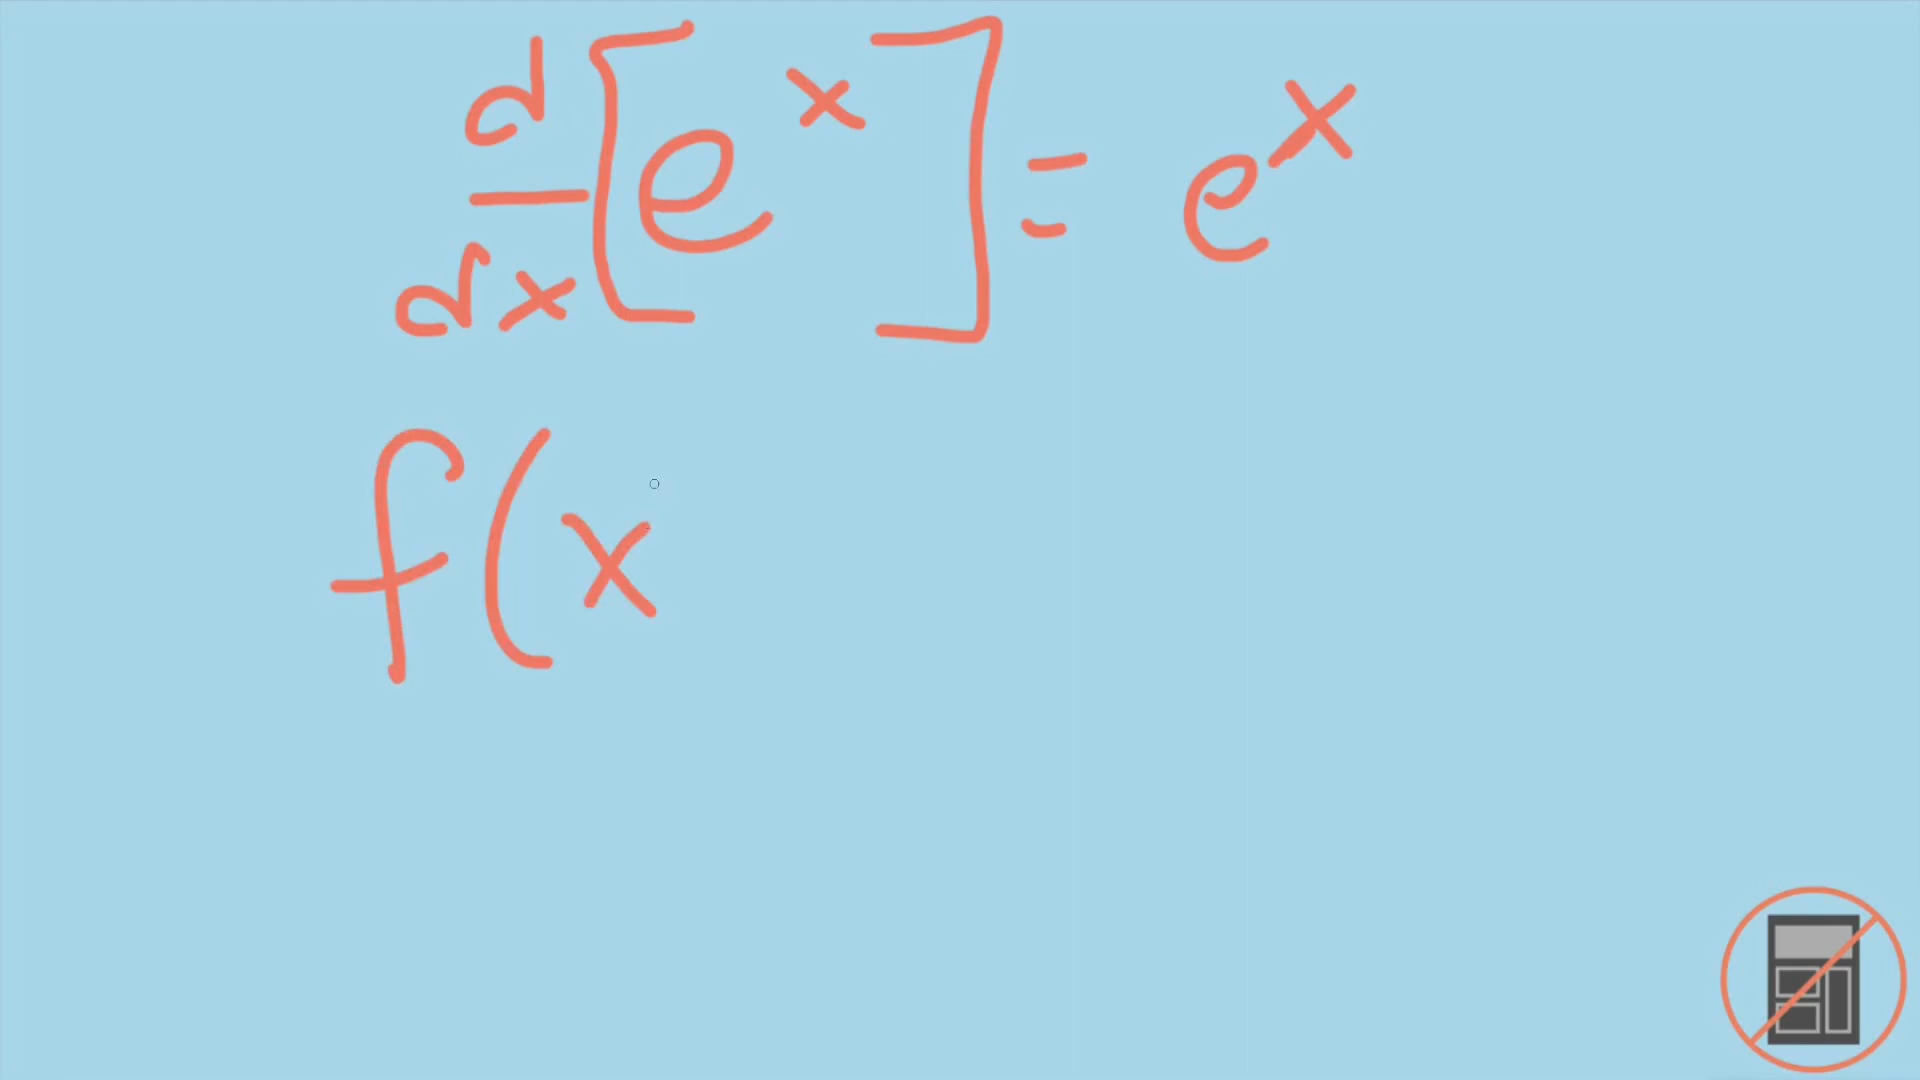 d/dx [e^x] = e^x
f(x